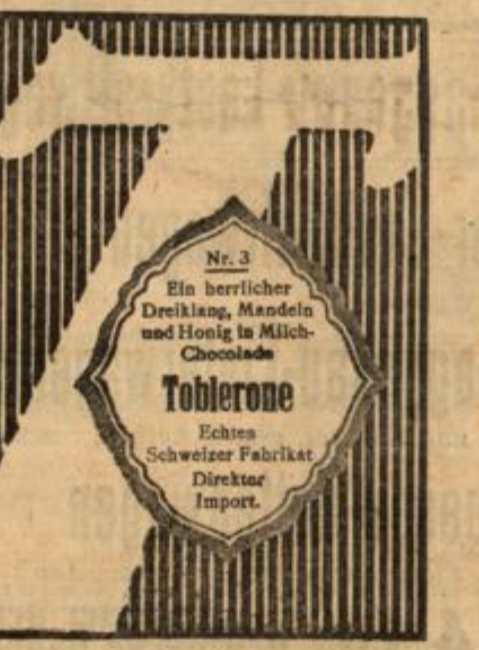 T
Nr. 3
Ein herrlicher
Dreiklang, Mandeln
und Honig in Milch-
Chocolade
Toblerone
Echtes
Schweizer Fabrikat
Direkter
Import.